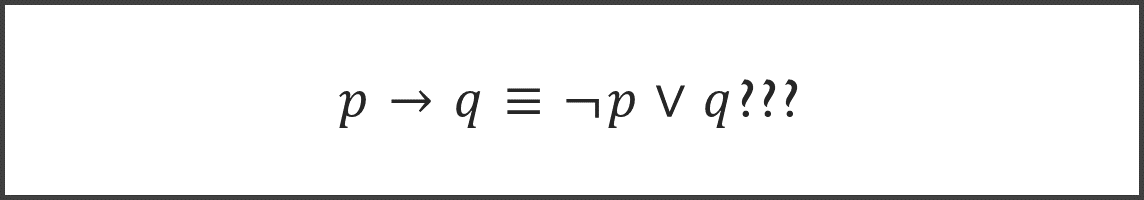 p → q ≡ ¬p ∨ q???